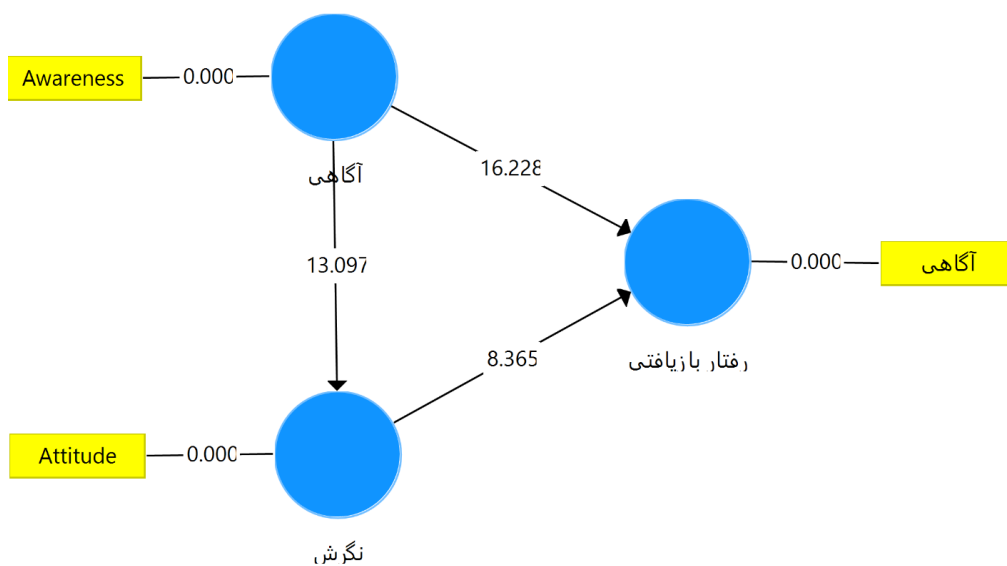 Awareness
0.000
آگاهی
16.228
13.097
0.000
آگاهی
8.365
رفتار بازیافتی
Attitude
0.000
نگرش